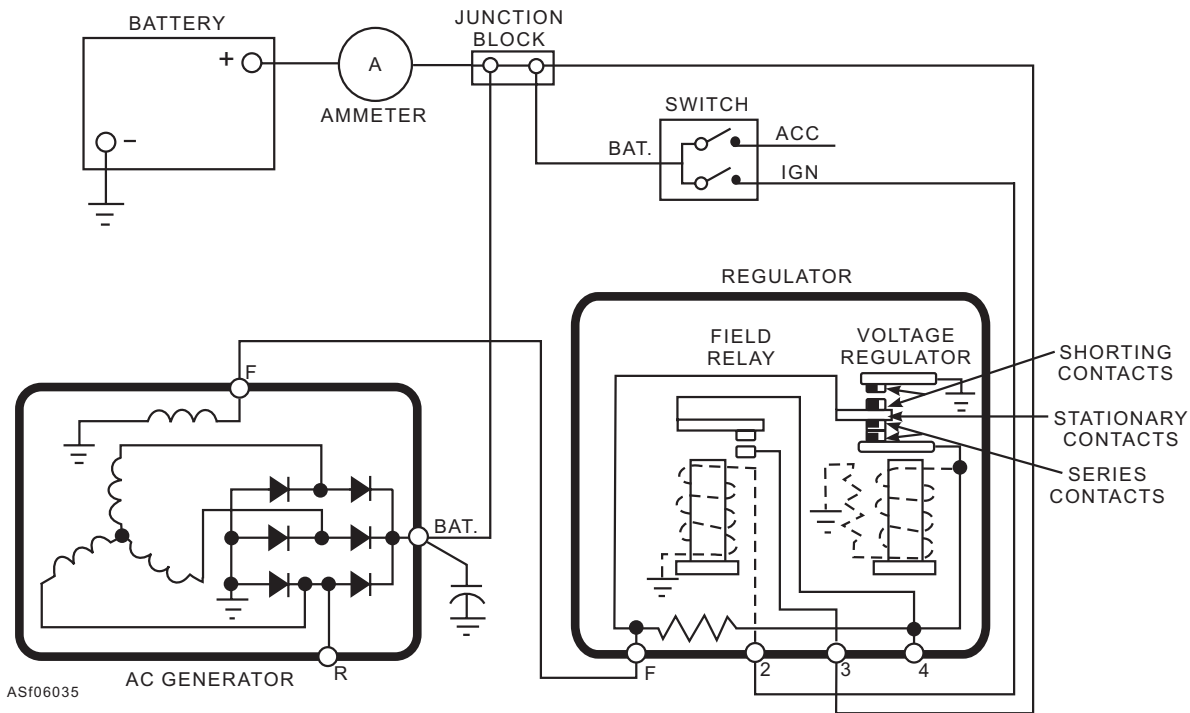 BATTERY
+
-
A
AMMETER
JUNCTION
BLOCK
SWITCH
BAT.
ACC
IGN
REGULATOR
FIELD
RELAY
VOLTAGE
REGULATOR
SHORTING
CONTACTS
STATIONARY
CONTACTS
SERIES
CONTACTS
F
BAT.
R
AC GENERATOR
F
2
3
4
ASf06035